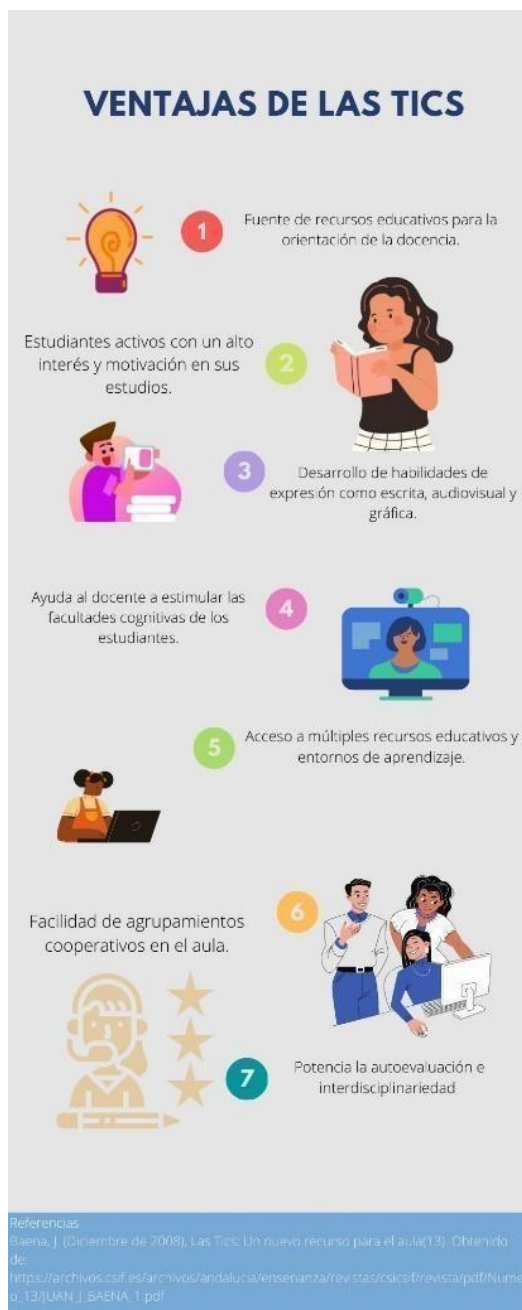 VENTAJAS DE LAS TICS
1
Fuente de recursos educativos para la
orientación de la docencia.
Estudiantes activos con un alto
interés y motivación en sus
estudios.
2
3
Desarrollo de habilidades de
expresión como escrita, audiovisual y
gráfica.
Ayuda al docente a estimular las
facultades cognitivas de los
estudiantes.
4
5
Acceso a múltiples recursos educativos y
entornos de aprendizaje.
6
Facilidad de agrupamientos
cooperativos en el aula.
7
Potencia la autoevaluación e
interdisciplinariedad
Referencias
Baena, J. (Diciembre de 2008), Las Tics: Un nuevo recurso para el aula(13). Obtenido
de:
https://archivos.csif.es/archivos/andalucia/ensenanza/revistas/csicsif/revista/pdf/Numer
o_13/JUAN_J_BAENA_1.pdf